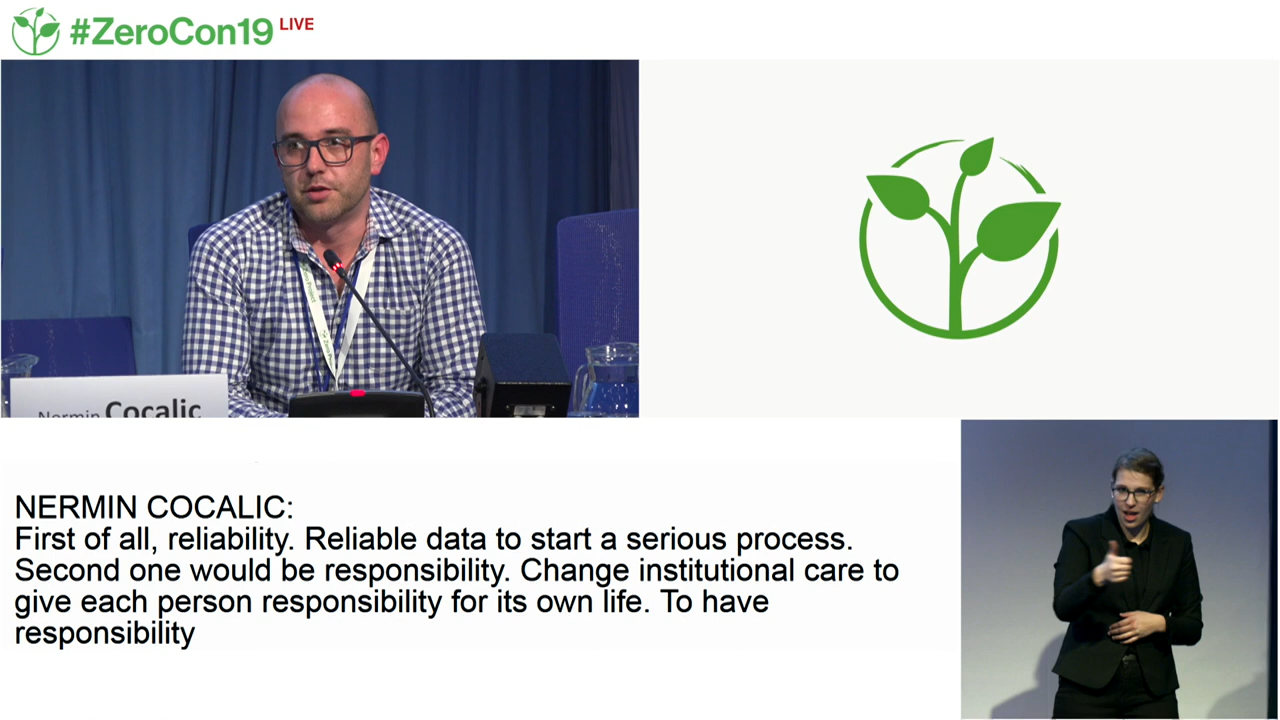 #ZeroCon19 LIVE
Nermin Cocalic
NERMIN COCALIC:
First of all, reliability. Reliable data to start a serious process.
Second one would be responsibility. Change institutional care to
give each person responsibility for its own life. To have
responsibility